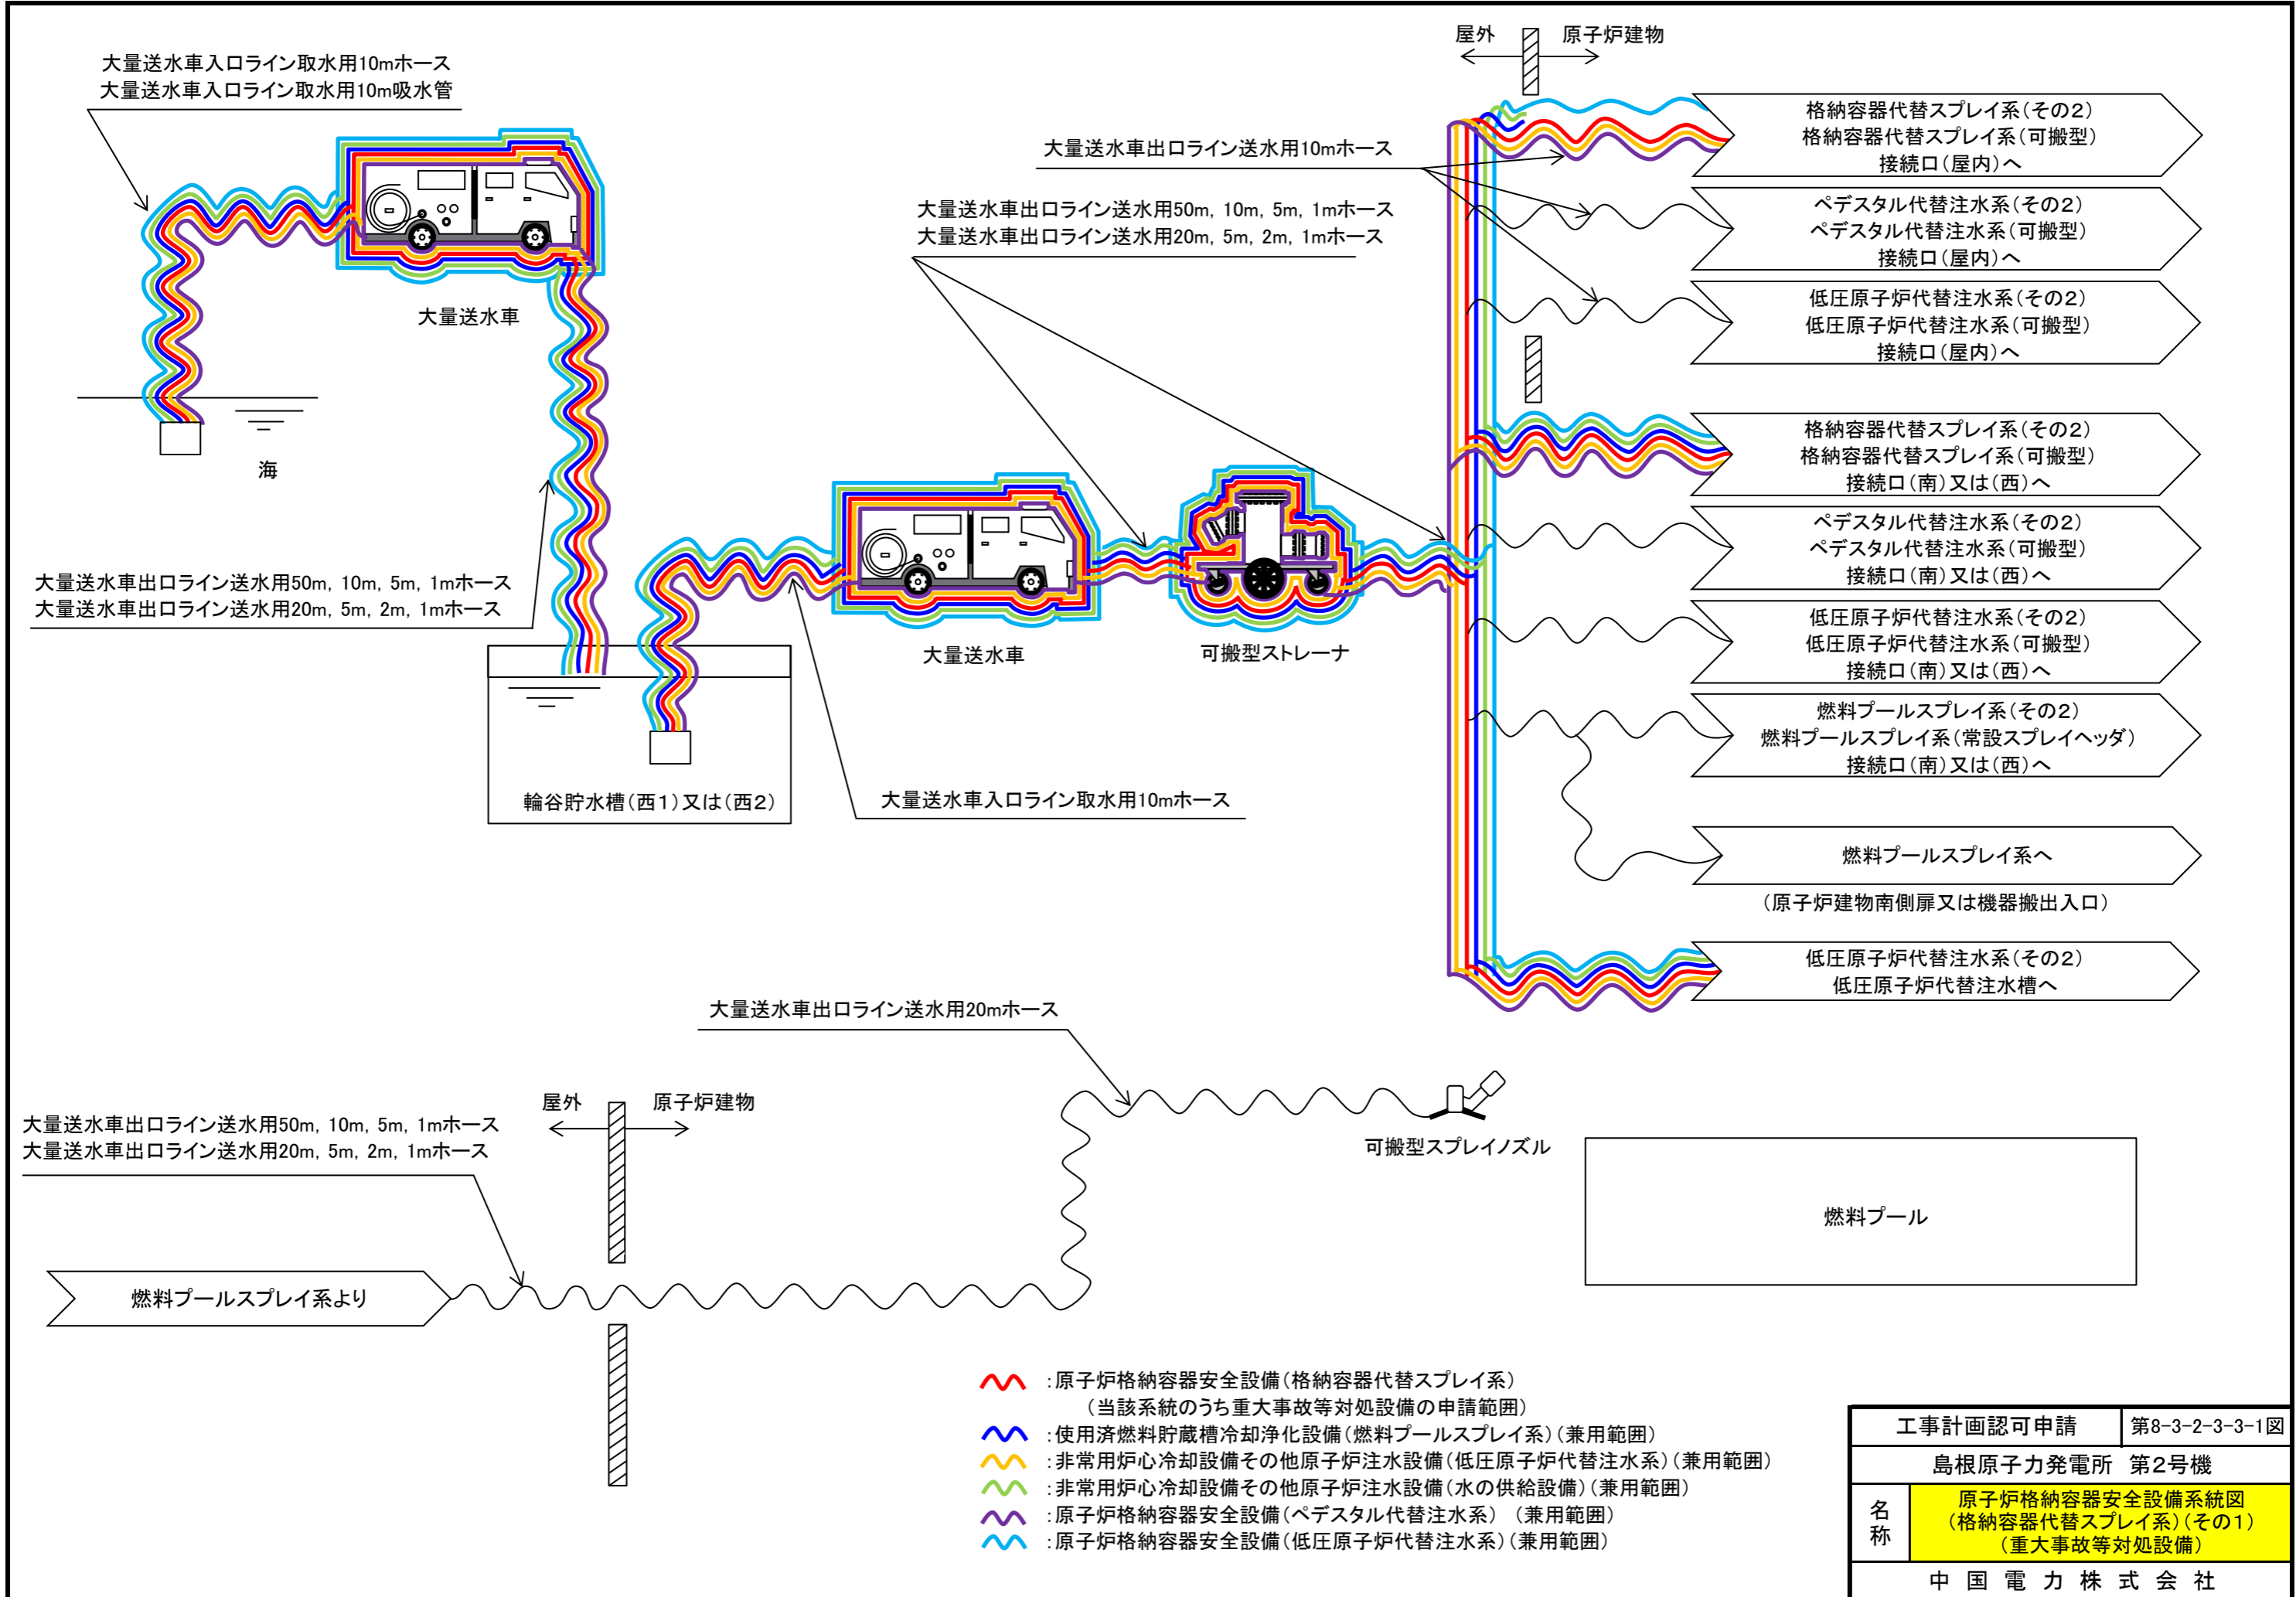 大量送水車入口ライン取水用10mホース
大量送水車入口ライン取水用10m吸水管
大量送水車
海
大量送水車出口ライン送水用50m, 10m, 5m, 1mホース
大量送水車出口ライン送水用20m, 5m, 2m, 1mホース
輪谷貯水槽(西1)又は(西2)
大量送水車入口ライン取水用10mホース
大量送水車
可搬型ストレーナ
大量送水車出口ライン送水用10mホース
大量送水車出口ライン送水用50m, 10m, 5m, 1mホース
大量送水車出口ライン送水用20m, 5m, 2m, 1mホース
屋外
原子炉建物
格納容器代替スプレイ系(その2)
格納容器代替スプレイ系(可搬型)
接続口(屋内)へ
ペデスタル代替注水系(その2)
ペデスタル代替注水系(可搬型)
接続口(屋内)へ
低圧原子炉代替注水系(その2)
低圧原子炉代替注水系(可搬型)
接続口(屋内)へ
格納容器代替スプレイ系(その2)
格納容器代替スプレイ系(可搬型)
接続口(南)又は(西)へ
ペデスタル代替注水系(その2)
ペデスタル代替注水系(可搬型)
接続口(南)又は(西)へ
低圧原子炉代替注水系(その2)
低圧原子炉代替注水系(可搬型)
接続口(南)又は(西)へ
燃料プールスプレイ系(その2)
燃料プールスプレイ系(常設スプレイヘッダ)
接続口(南)又は(西)へ
燃料プールスプレイ系へ
(原子炉建物南側扉又は機器搬出入口)
低圧原子炉代替注水系(その2)
低圧原子炉代替注水槽へ
大量送水車出口ライン送水用20mホース
屋外
原子炉建物
大量送水車出口ライン送水用50m, 10m, 5m, 1mホース
大量送水車出口ライン送水用20m, 5m, 2m, 1mホース
燃料プールスプレイ系より
可搬型スプレイノズル
燃料プール
:原子炉格納容器安全設備(格納容器代替スプレイ系)
(当該系統のうち重大事故等対処設備の申請範囲)
:使用済燃料貯蔵槽冷却浄化設備(燃料プールスプレイ系)(兼用範囲)
:非常用炉心冷却設備その他原子炉注水設備(低圧原子炉代替注水系)(兼用範囲)
:非常用炉心冷却設備その他原子炉注水設備(水の供給設備)(兼用範囲)
:原子炉格納容器安全設備(ペデスタル代替注水系) (兼用範囲)
:原子炉格納容器安全設備(低圧原子炉代替注水系)(兼用範囲)
工事計画認可申請 第8-3-2-3-3-1図
島根原子力発電所 第2号機
名称
原子炉格納容器安全設備系統図
(格納容器代替スプレイ系)(その1)
(重大事故等対処設備)
中国電力株式会社